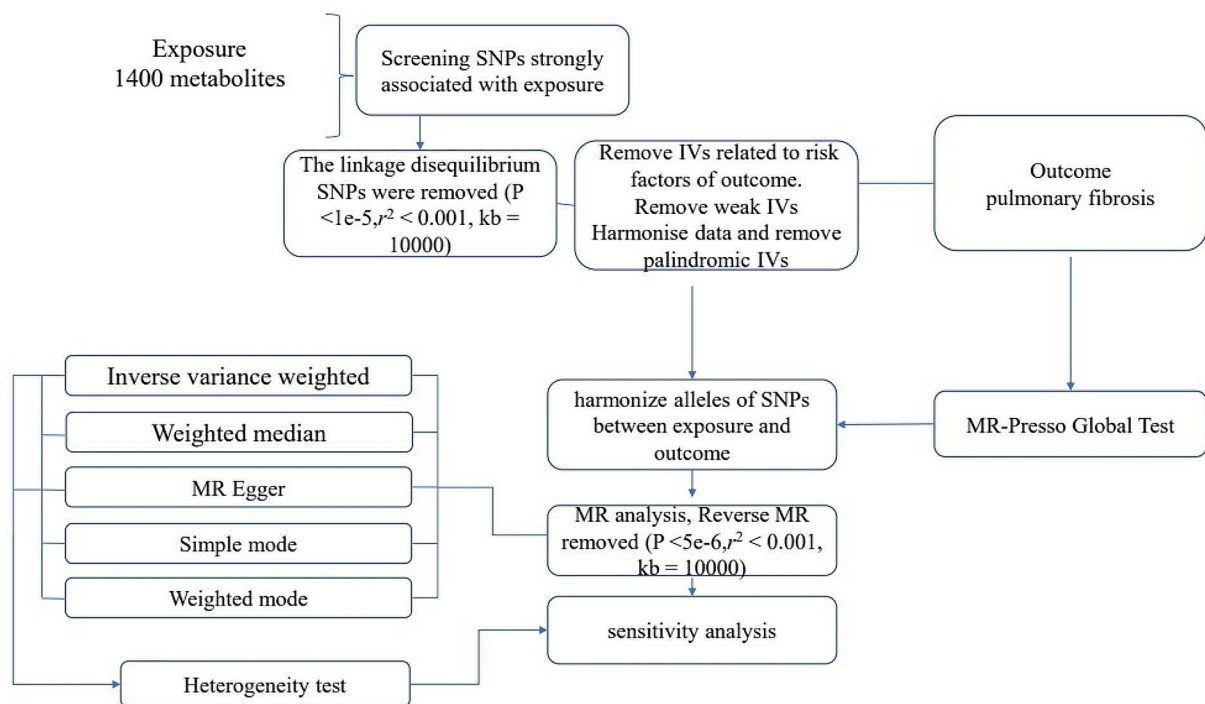 Exposure
1400 metabolites
Screening SNPs strongly
associated with exposure
The linkage disequilibrium
SNPs were removed (P
<1e-5,r² < 0.001, kb =
10000)
Remove IVs related to risk
factors of outcome.
Remove weak IVs
Harmonise data and remove
palindromic IVs
Outcome
pulmonary fibrosis
Inverse variance weighted
Weighted median
MR Egger
Simple mode
Weighted mode
Heterogeneity test
harmonize alleles of SNPs
between exposure and
outcome
MR-Presso Global Test
MR analysis, Reverse MR
removed (P <5e-6,r² < 0.001,
kb = 10000)
sensitivity analysis